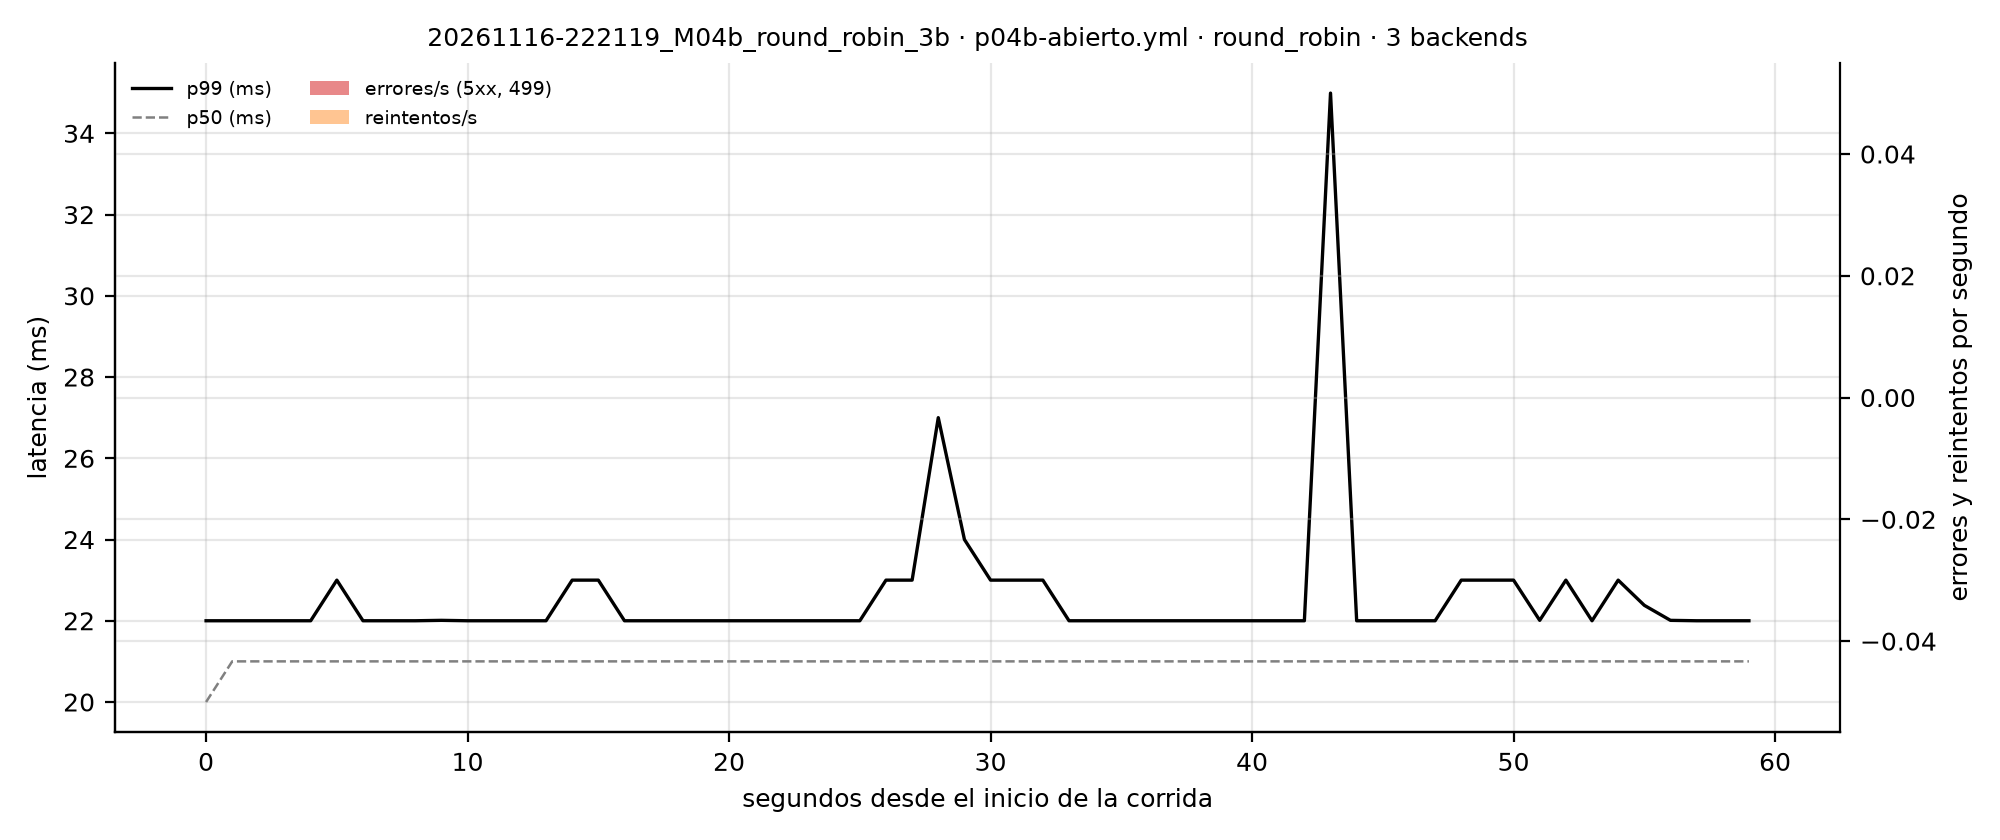 20261116-222119_M04b_round_robin_3b · p04b-abierto.yml · round_robin · 3 backends
p99 (ms)
p50 (ms)
errores/s (5xx, 499)
reintentos/s
latencia (ms)
34
32
30
28
26
24
22
20
0.04
0.02
0.00
−0.02
−0.04
errores y reintentos por segundo
0 10 20 30 40 50 60
segundos desde el inicio de la corrida